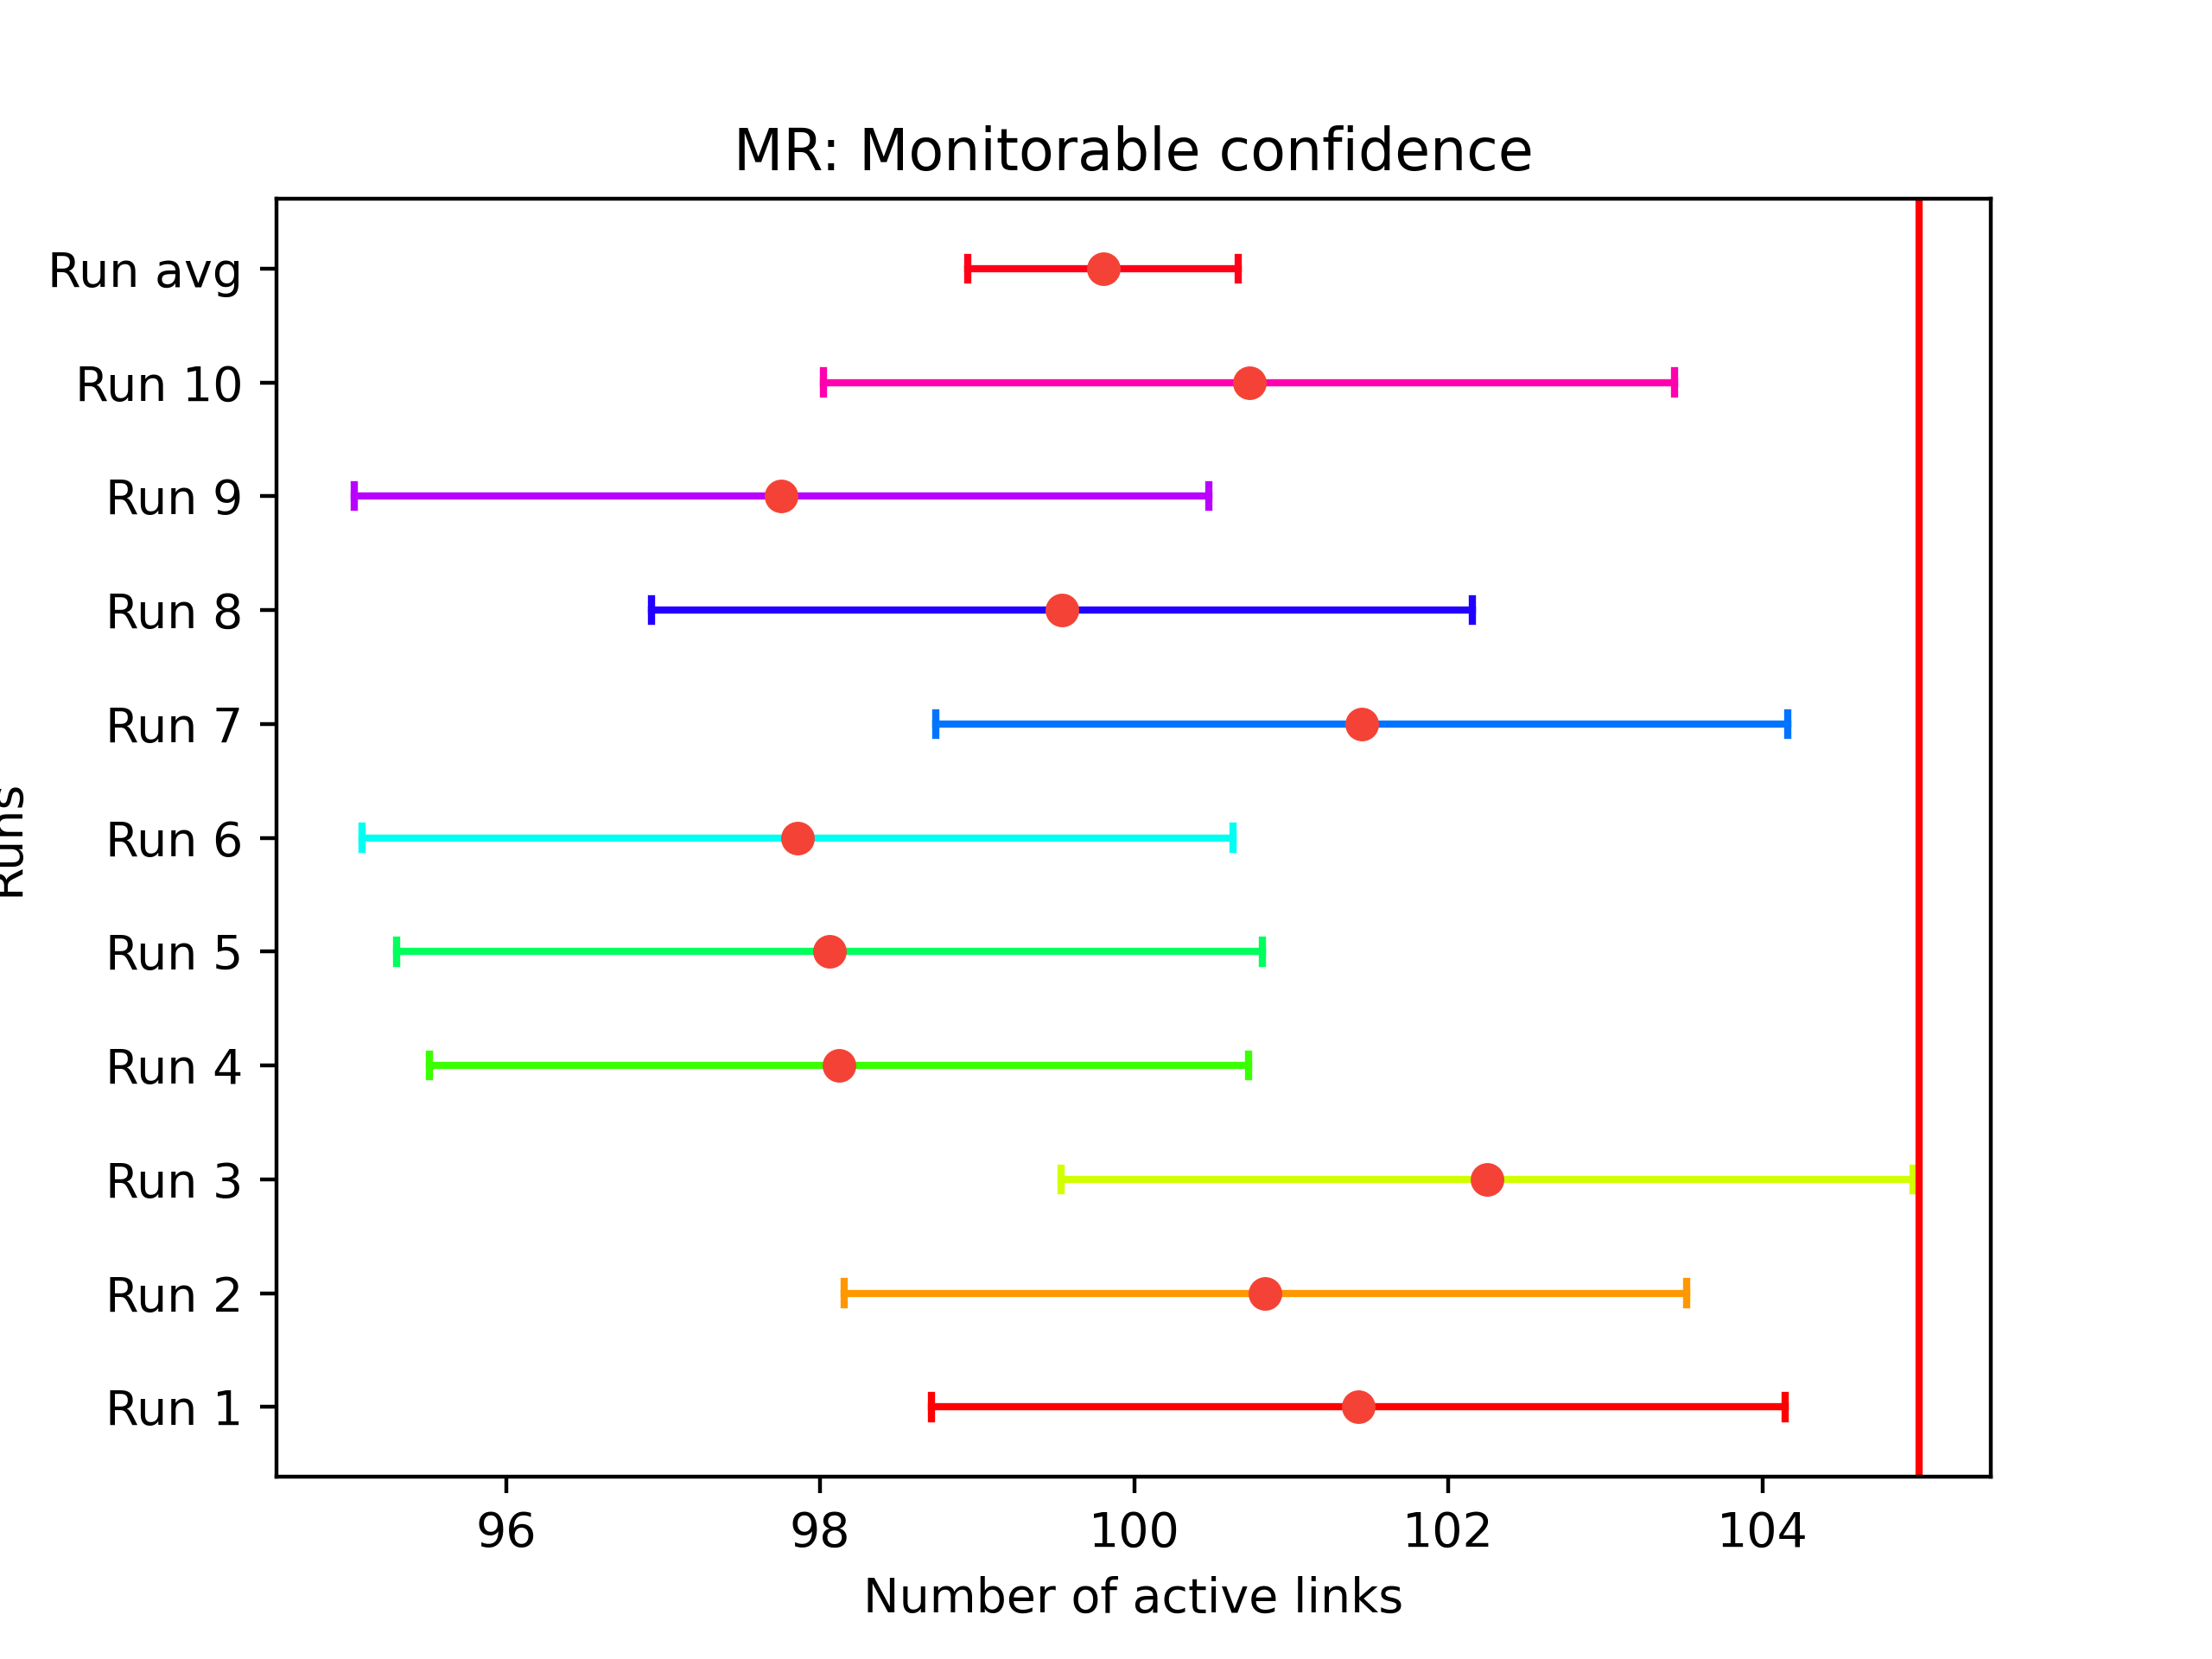 MR: Monitorable confidence
Run avg
Run 10
Run 9
Run 8
Run 7
Run 6
Run 5
Run 4
Run 3
Run 2
Run 1
Runs
96 98 100 102 104
Number of active links